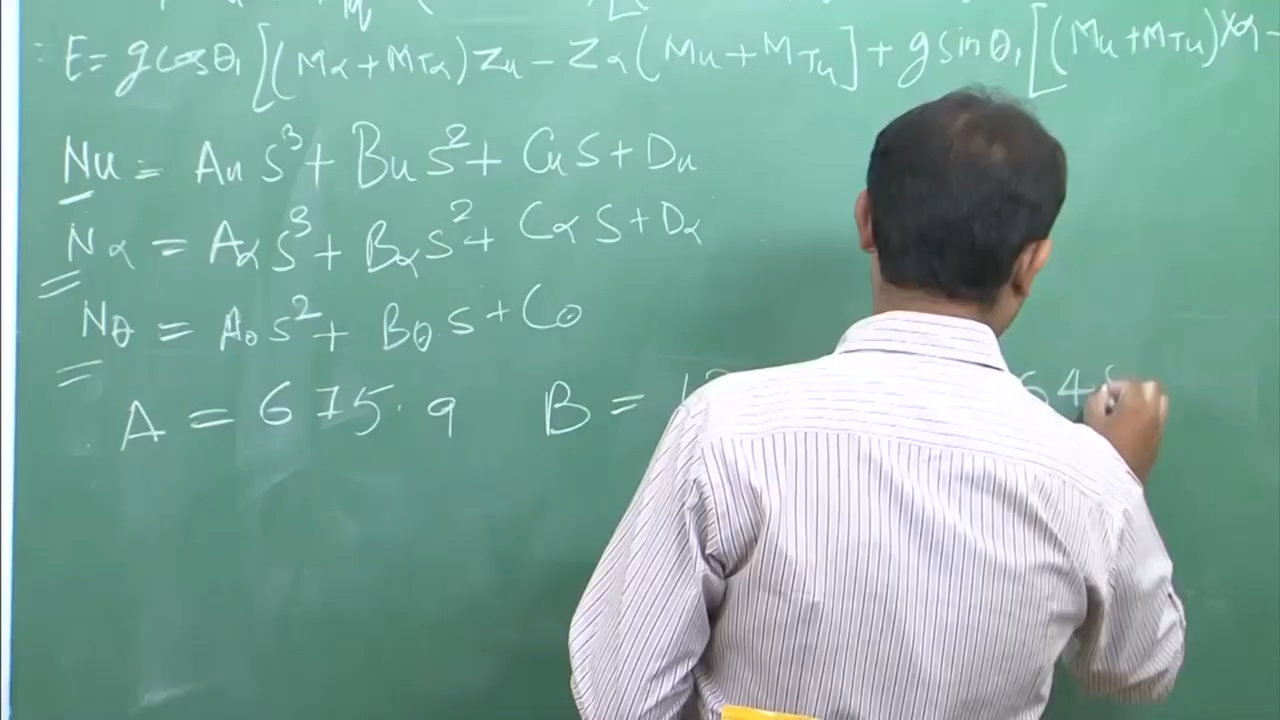 E = g cos θ₁ [(Mα + MTα) Zu - Zα (Mu + MTu] + g sin θ₁ [(Mu + MTu) Xα -
Nu = Au S³ + Bu S² + Cu S + Du
Nα = Aα S³ + Bα S² + Cα S + Dα
Nθ = Aθ S² + Bθ S + Cθ
A = 675.9 B =